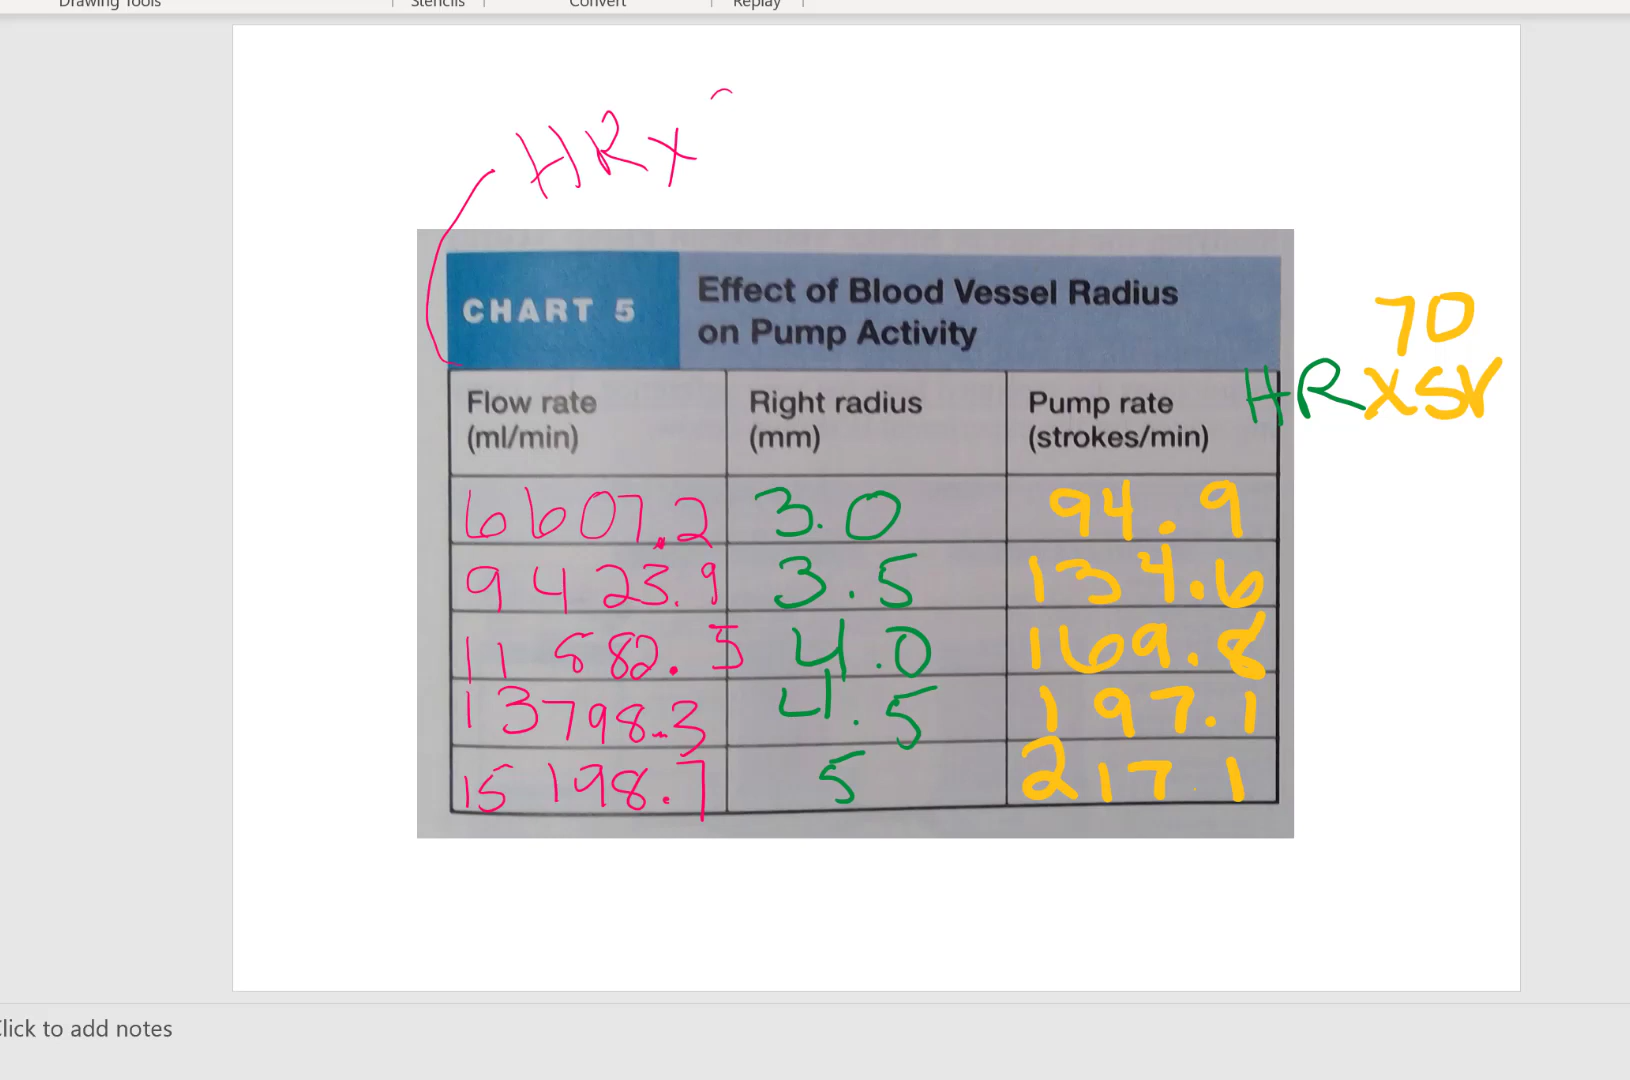 Drawing Tools Stencils Convert Replay
HRX
CHART 5
Effect of Blood Vessel Radius
on Pump Activity
70
HRXSV
Flow rate
(ml/min)
Right radius
(mm)
Pump rate
(strokes/min)
6607.2 3.0 94.9
9423.9 3.5 134.6
11 882.5 4.0 169.8
13798.3 4.5 197.1
15198.7 5 217.1
Click to add notes